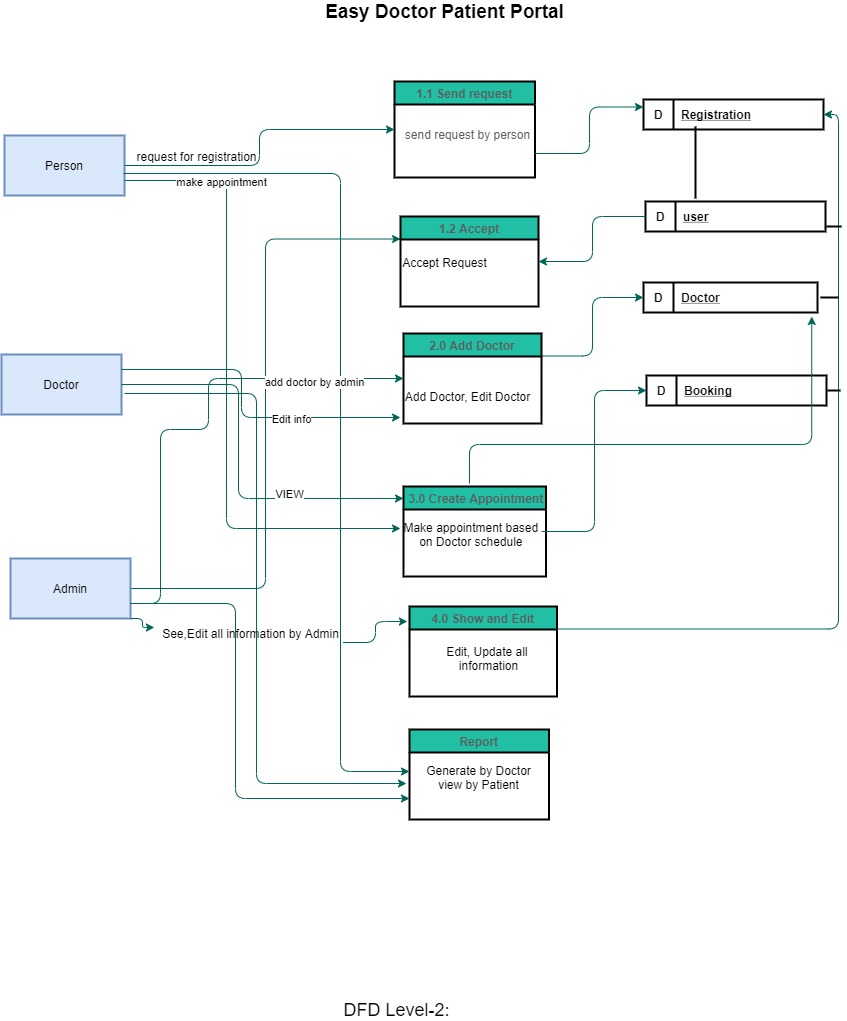 Easy Doctor Patient Portal
1.1 Send request
send request by person
D Registration
Person
request for registration
make appointment
1.2 Accept
Accept Request
D user
D Doctor
2.0 Add Doctor
Add Doctor, Edit Doctor
Doctor
add doctor by admin
Edit info
D Booking
VIEW
3.0 Create Appointment
Make appointment based
on Doctor schedule
Admin
See,Edit all information by Admin
4.0 Show and Edit
Edit, Update all
information
Report
Generate by Doctor
view by Patient
DFD Level-2: